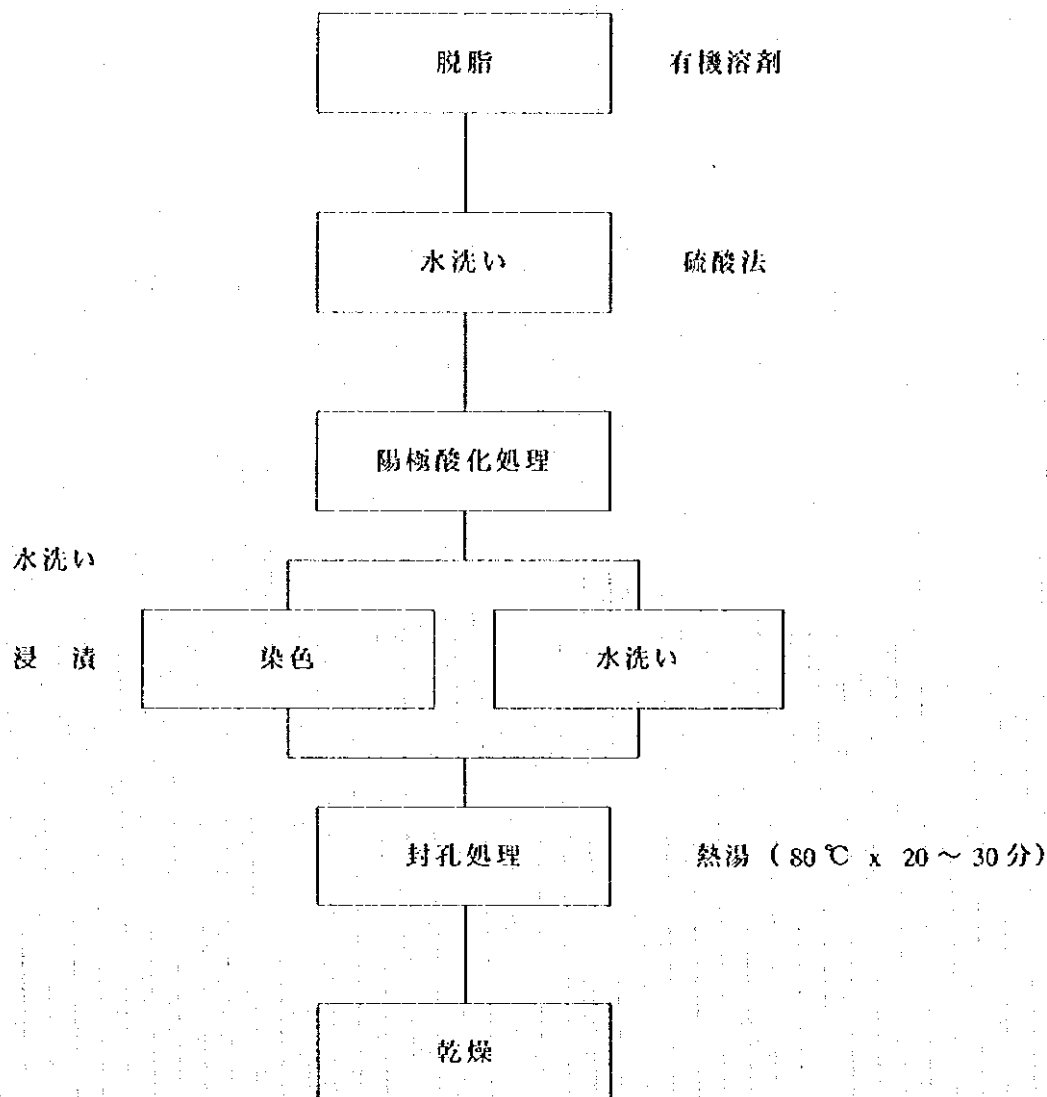 脱脂 有機溶剤
水洗い 硫酸法
陽極酸化処理
水洗い
浸 漬 染色 水洗い
封孔処理 熱湯 ( 80 ℃ x 20 ～ 30 分)
乾燥